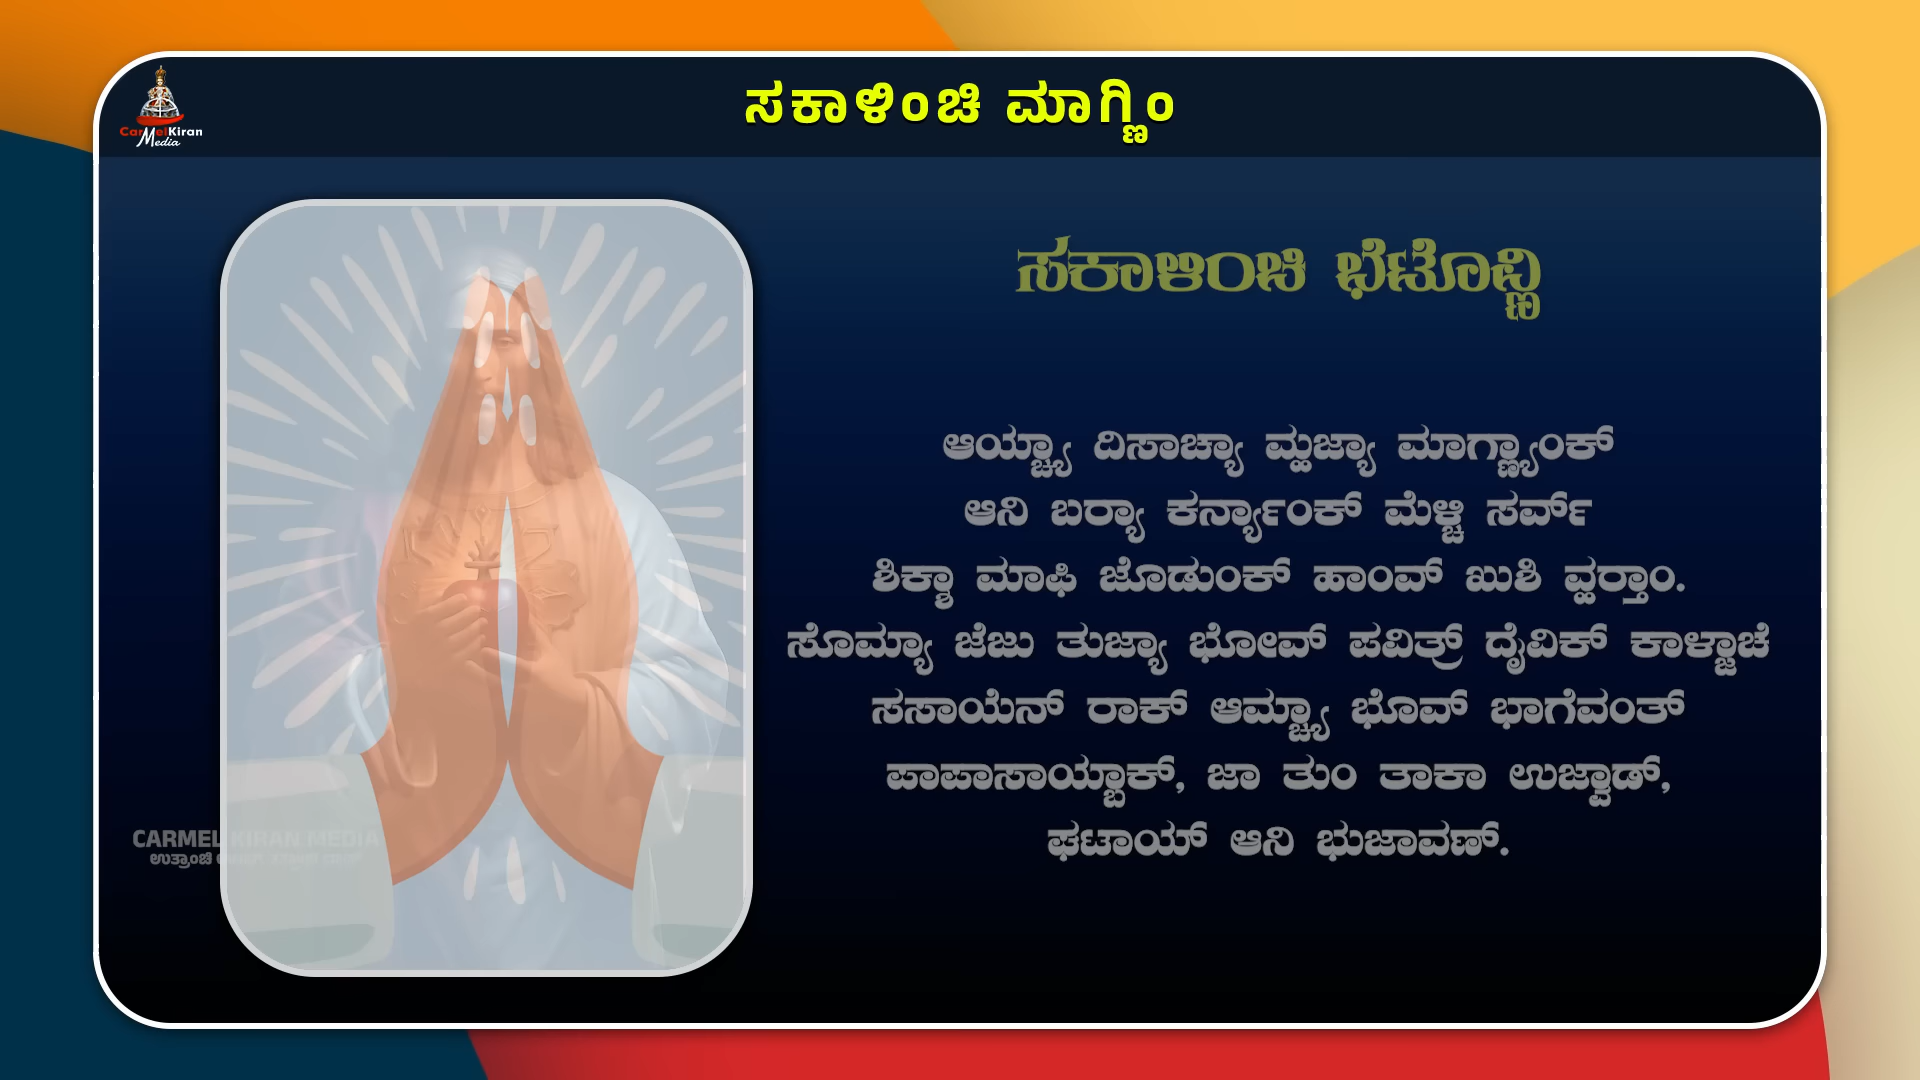 ಸಕಾಳಿಂಚಿ ಮಾಗ್ಣಿಂ
CarmelKiran
Media
ಸಕಾಳಿಂಚಿ ಭೆಟೊವ್ಣಿ
ಆಯ್ಚ್ಯಾ ದಿಸಾಚ್ಯಾ ಮ್ಹಜ್ಯಾ ಮಾಗ್ಣ್ಯಾಂಕ್
ಆನಿ ಬರ‍್ಯಾ ಕರ್ನ್ಯಾಂಕ್ ಮೆಳ್ಚಿ ಸರ್ವ್
ಶಿಕ್ಶಾ ಮಾಫಿ ಜೊಡುಂಕ್ ಹಾಂವ್ ಖುಶಿ ವ್ಹರ‍್ತಾಂ.
ಸೊಮ್ಯಾ ಜೆಜು ತುಜ್ಯಾ ಭೋವ್ ಪವಿತ್ರ್ ದೈವಿಕ್ ಕಾಳ್ಜಾಚೆ
ಸಸಾಯೆನ್ ರಾಕ್ ಆಮ್ಚ್ಯಾ ಭೊವ್ ಭಾಗೆವಂತ್
ಪಾಪಾಸಾಯ್ಬಾಕ್, ಜಾ ತುಂ ತಾಕಾ ಉಜ್ವಾಡ್,
ಘಟಾಯ್ ಆನಿ ಭುಜಾವಣ್.
CARMEL KIRAN MEDIA